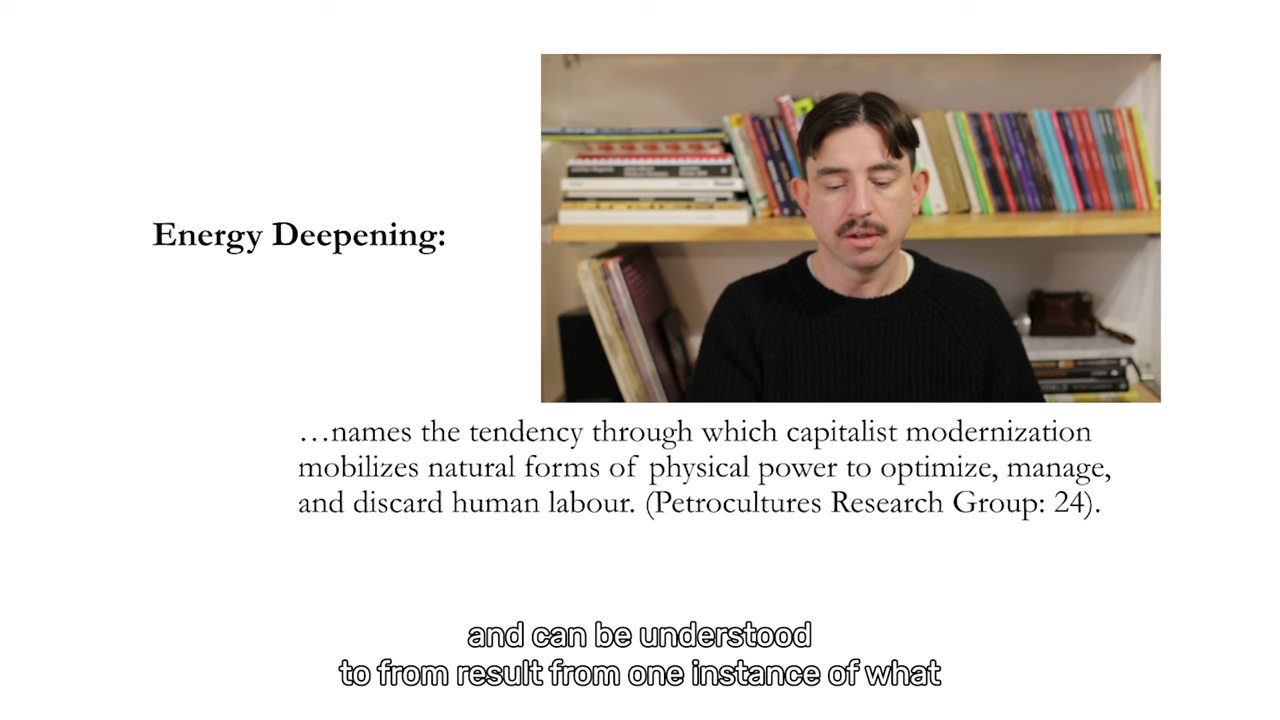 Energy Deepening:
…names the tendency through which capitalist modernization
mobilizes natural forms of physical power to optimize, manage,
and discard human labour. (Petrocultures Research Group: 24).
and can be understood
to from result from one instance of what